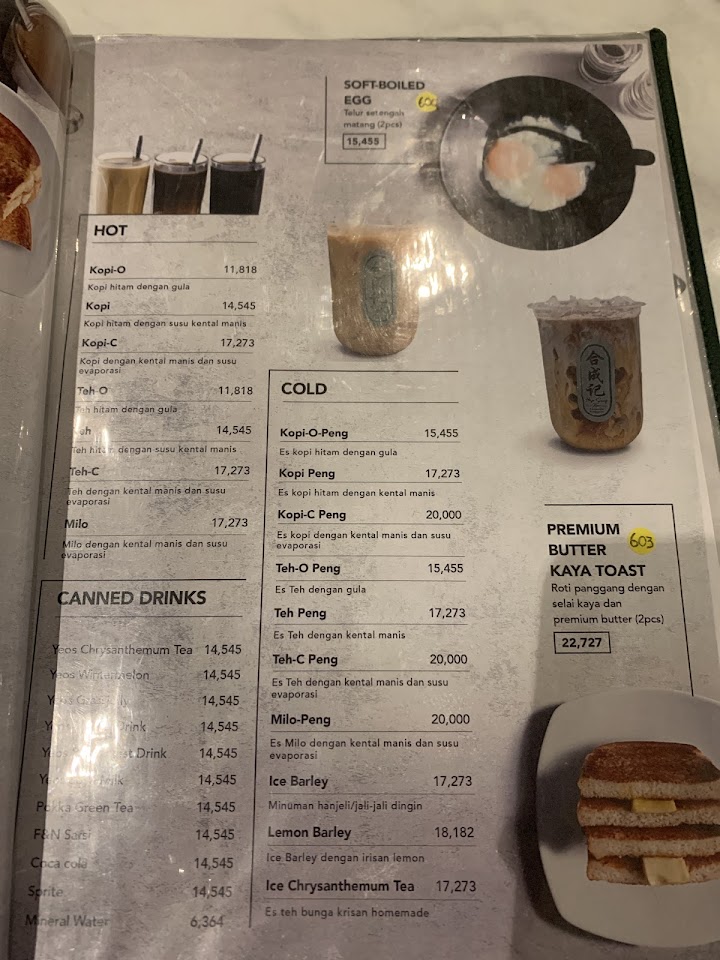 SOFT-BOILED
EGG
Telur setengah
matang (2pcs)
15,455
HOT
Kopi-O 11,818
Kopi hitam dengan gula
Kopi 14,545
Kopi hitam dengan susu kental manis
Kopi-C 17,273
Kopi dengan kental manis dan susu
evaporasi
Teh-O 11,818
Teh hitam dengan gula
14,545
Teh hitam dengan susu kental manis
Teh-C 17,273
Teh dengan kental manis dan susu
evaporasi
Milo 17,273
Milo dengan kental manis dan susu
evaporasi
CANNED DRINKS
Yeos Chrysanthemum Tea 14,545
Yeos Wintermelon 14,545
Yeos 14,545
Drink 14,545
Drink 14,545
14,545
Pokka Green Tea 14,545
F&N Sarsi 14,545
Coca cola 14,545
Sprite 14,545
Mineral Water 6,364
COLD
Kopi-O-Peng 15,455
Es kopi hitam dengan gula
Kopi Peng 17,273
Es kopi hitam dengan kental manis
Kopi-C Peng 20,000
Es kopi dengan kental manis dan susu
evaporasi
Teh-O Peng 15,455
Es Teh dengan gula
Teh Peng 17,273
Es Teh dengan kental manis
Teh-C Peng 20,000
Es Teh dengan kental manis dan susu
evaporasi
Milo-Peng 20,000
Es Milo dengan kental manis dan susu
evaporasi
Ice Barley 17,273
Minuman hanjeli/jali-jali dingin
Lemon Barley 18,182
Ice Barley dengan irisan lemon
Ice Chrysanthemum Tea 17,273
Es teh bunga krisan homemade
合成记
PREMIUM
BUTTER 603
KAYA TOAST
Roti panggang dengan
selai kaya dan
premium butter (2pcs)
22,727